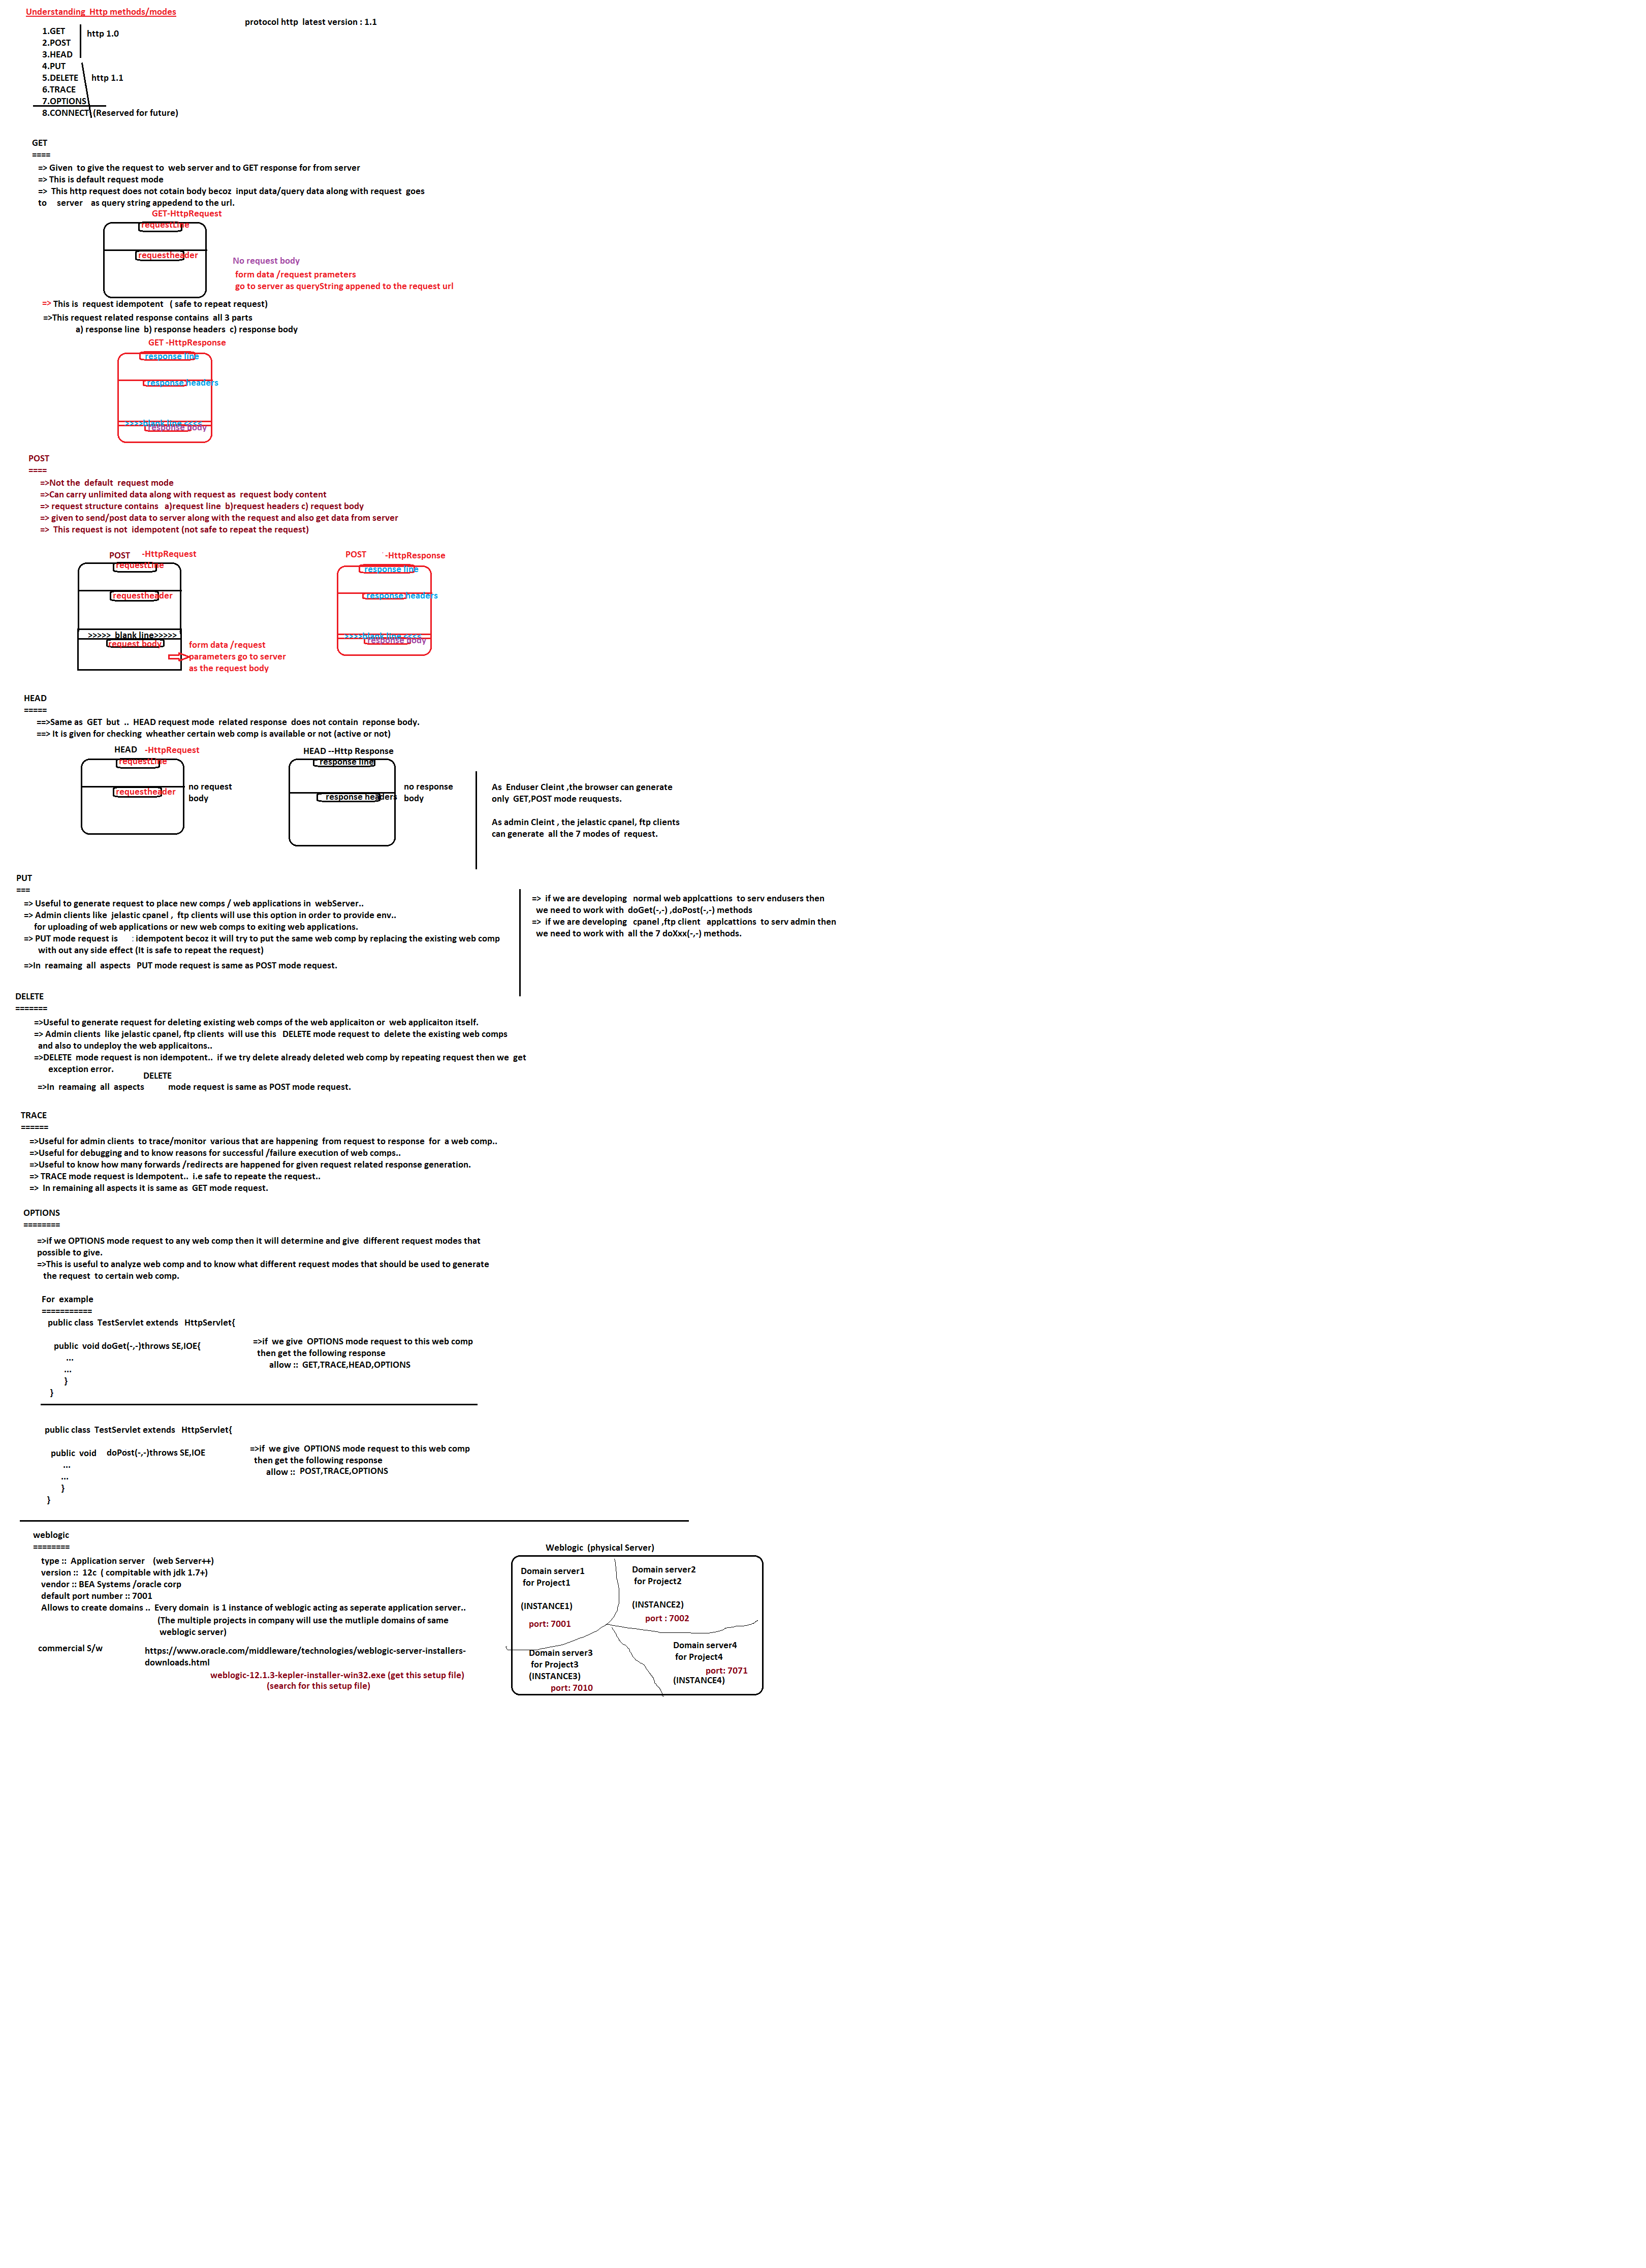 Understanding  Http methods/modes
protocol http  latest version : 1.1
1.GET
2.POST
3.HEAD
http 1.0
4.PUT
5.DELETE
6.TRACE
7.OPTIONS
http 1.1
8.CONNECT (Reserved for future)
GET
====
=> Given  to give the request to  web server and to GET response for from server
=> This is default request mode
=>  This http request does not cotain body becoz  input data/query data along with request  goes
to    server   as query string appedend to the url.
GET-HttpRequest
requestLine
requestheader
No request body
form data /request prameters
go to server as queryString appened to the request url
=> This is  request idempotent  ( safe to repeat request)
=>This request related response contains  all 3 parts
a) response line  b) response headers  c) response body
GET -HttpResponse
response line
response headers
>>>>blank line <<<<
response body
POST
====
=>Not the  default  request mode
=>Can carry unlimited data along with request as  request body content
=> request structure contains   a)request line  b)request headers c) request body
=> given to send/post data to server along with the request and also get data from server
=>  This request is not  idempotent (not safe to repeat the request)
POST -HttpRequest
requestLine
requestheader
>>>>>  blank line>>>>>
request body
form data /request
parameters go to server
as the request body
POST -HttpResponse
response line
response headers
>>>>blank line <<<<
response body
HEAD
=====
==>Same as  GET  but  ..  HEAD request mode  related response  does not contain  reponse body.
==> It is given for checking  wheather certain web comp is available or not (active or not)
HEAD -HttpRequest
requestLine
requestheader
no request
body
HEAD --Http Response
response line
response headers
no response
body
As  Enduser Cleint ,the browser can generate
only  GET,POST mode reuquests.
As admin Cleint , the jelastic cpanel, ftp clients
can generate  all the 7 modes of  request.
PUT
===
=> Useful to generate request to place new comps / web applications in  webServer..
=> Admin clients like  jelastic cpanel ,  ftp clients will use this option in order to provide env..
for uploading of web applications or new web comps to exiting web applications.
=> PUT mode request is : idempotent becoz it will try to put the same web comp by replacing the existing web comp
with out any side effect (It is safe to repeat the request)
=>In  reamaing  all  aspects   PUT mode request is same as POST mode request.
=>  if we are developing   normal web applcattions  to serv endusers then
we need to work with  doGet(-,-) ,doPost(-,-) methods
=>  if we are developing   cpanel ,ftp client   applcattions  to serv admin then
we need to work with  all the 7 doXxx(-,-) methods.
DELETE
=======
=>Useful to generate request for deleting existing web comps of the web applicaiton or  web applicaiton itself.
=> Admin clients  like jelastic cpanel, ftp clients  will use this   DELETE mode request to  delete the existing web comps
and also to undeploy the web applicaitons..
=>DELETE  mode request is non idempotent..  if we try delete already deleted web comp by repeating request then we  get
exception error.
=>In  reamaing  all  aspects DELETE mode request is same as POST mode request.
TRACE
======
=>Useful for admin clients  to trace/monitor  various that are happening  from request to response  for  a web comp..
=>Useful for debugging and to know reasons for successful /failure execution of web comps..
=>Useful to know how many forwards /redirects are happened for given request related response generation.
=> TRACE mode request is Idempotent..  i.e safe to repeate the request..
=>  In remaining all aspects it is same as  GET mode request.
OPTIONS
========
=>if we OPTIONS mode request to any web comp then it will determine and give  different request modes that
possible to give.
=>This is useful to analyze web comp and to know what different request modes that should be used to generate
the request  to certain web comp.
For  example
===========
public class  TestServlet extends   HttpServlet{
public  void doGet(-,-)throws SE,IOE{
...
...
}
}
=>if  we give  OPTIONS mode request to this web comp
then get the following response
allow ::  GET,TRACE,HEAD,OPTIONS
public class  TestServlet extends   HttpServlet{
public  void doPost(-,-)throws SE,IOE
...
...
}
}
=>if  we give  OPTIONS mode request to this web comp
then get the following response
allow :: POST,TRACE,OPTIONS
weblogic
========
type ::  Application server    (web Server++)
version ::  12c  ( compitable with jdk 1.7+)
vendor :: BEA Systems /oracle corp
default port number :: 7001
Allows to create domains ..  Every domain  is 1 instance of weblogic acting as seperate application server..
(The multiple projects in company will use the mutliple domains of same
weblogic server)
commercial S/w
https://www.oracle.com/middleware/technologies/weblogic-server-installers-
downloads.html
weblogic-12.1.3-kepler-installer-win32.exe (get this setup file)
(search for this setup file)
Weblogic  (physical Server)
Domain server1
for Project1
(INSTANCE1)
port: 7001
Domain server2
for Project2
(INSTANCE2)
port : 7002
Domain server3
for Project3
(INSTANCE3)
port: 7010
Domain server4
for Project4
port: 7071
(INSTANCE4)